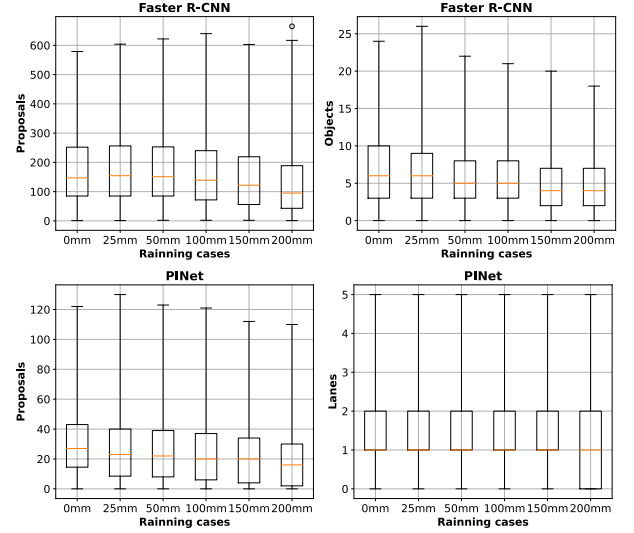 Faster R-CNN
Proposals
600
500
400
300
200
100
0
0mm 25mm 50mm 100mm 150mm 200mm
Rainning cases
Faster R-CNN
Objects
25
20
15
10
5
0
0mm 25mm 50mm 100mm 150mm 200mm
Rainning cases
PINet
Proposals
120
100
80
60
40
20
0
0mm 25mm 50mm 100mm 150mm 200mm
Rainning cases
PINet
Lanes
5
4
3
2
1
0
0mm 25mm 50mm 100mm 150mm 200mm
Rainning cases